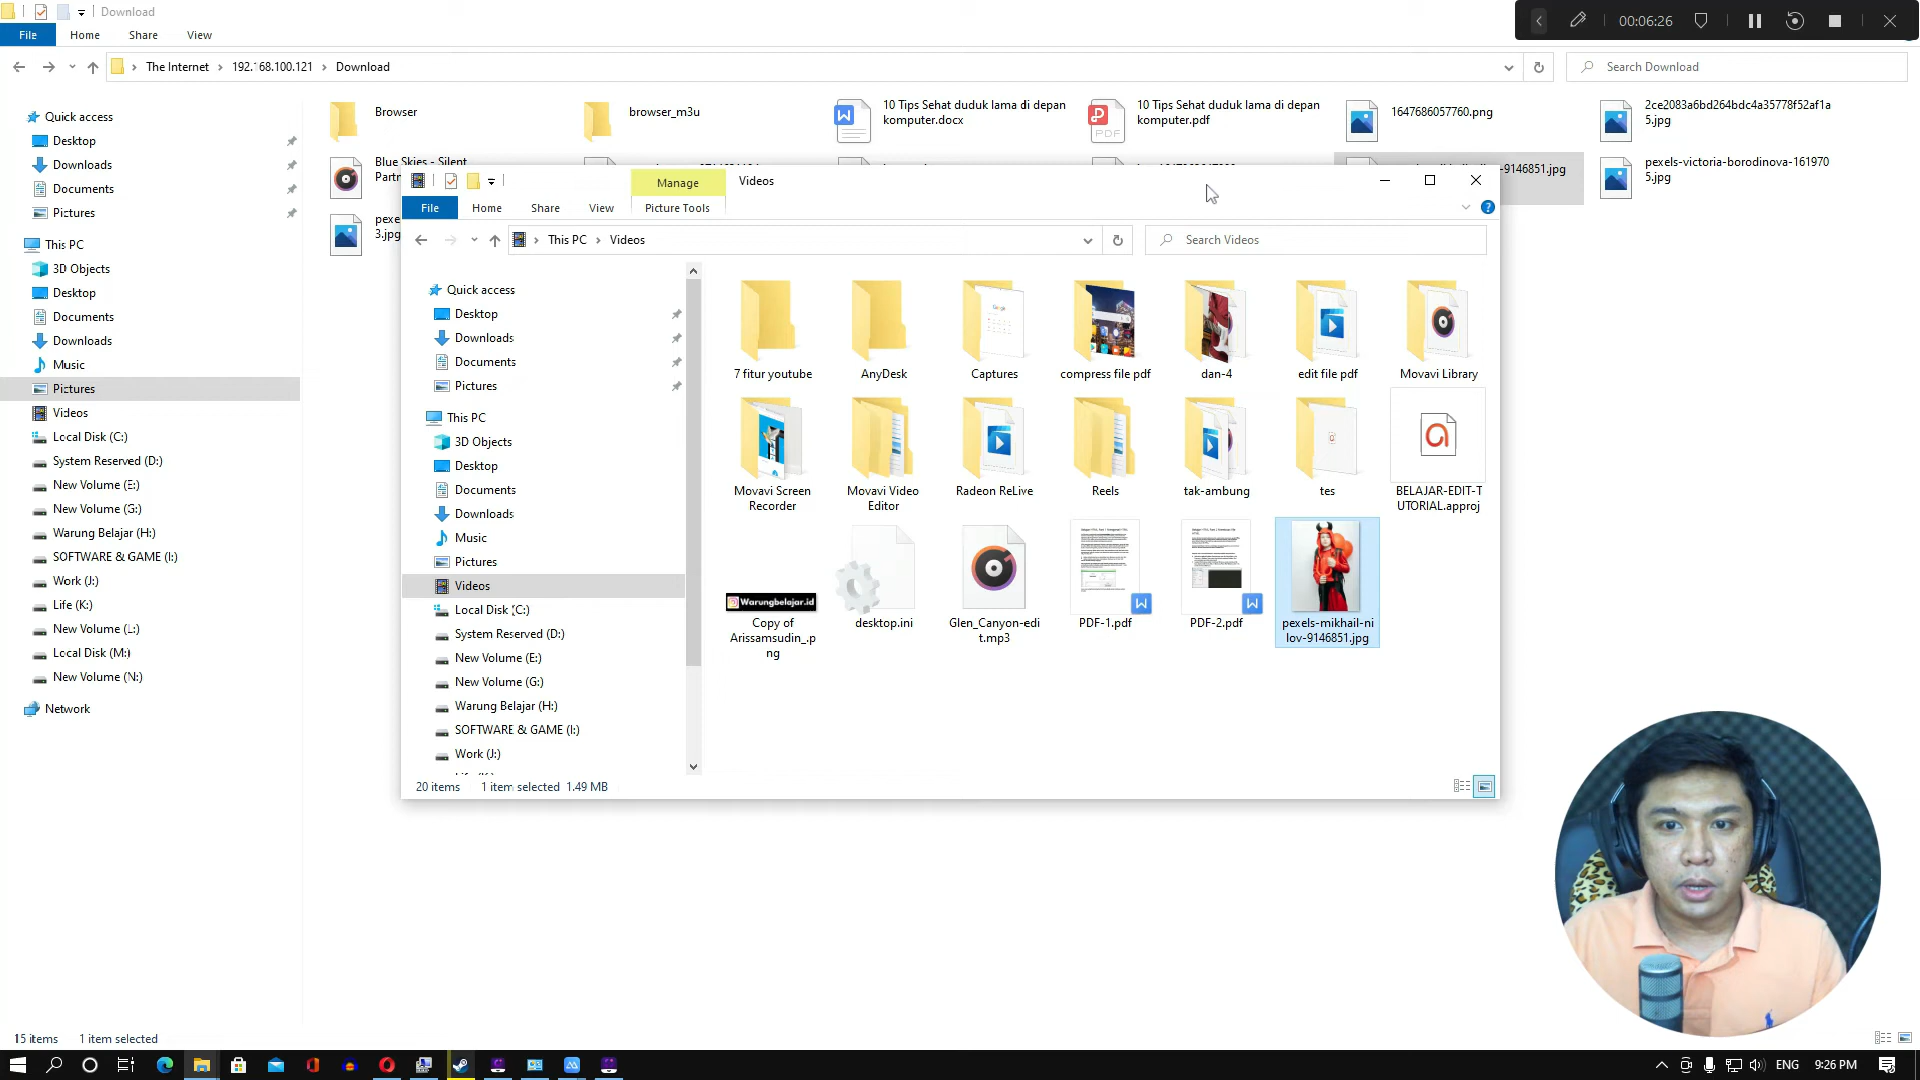 Download
00:06:26
File Home Share View
The Internet 192.168.100.121 Download
Search Download
Quick access
Desktop
Downloads
Documents
Pictures
This PC
3D Objects
Desktop
Documents
Downloads
Music
Pictures
Videos
Local Disk (C:)
System Reserved (D:)
New Volume (E:)
New Volume (G:)
Warung Belajar (H:)
SOFTWARE & GAME (I:)
Work (J:)
Life (K:)
New Volume (L:)
Local Disk (M:)
New Volume (N:)
Network
Browser
browser_m3u
10 Tips Sehat duduk lama di depan
komputer.docx
10 Tips Sehat duduk lama di depan
komputer.pdf
PDF
1647686057760.png
2ce2083a6bd264bdc4a35778f52af1a
5.jpg
Blue Skies - Silent
Partn
-9146851.jpg
pexels-victoria-borodinova-161970
5.jpg
pexe
3.jpg
Manage
Videos
File Home Share View Picture Tools
This PC Videos
Search Videos
Quick access
Desktop
Downloads
Documents
Pictures
This PC
3D Objects
Desktop
Documents
Downloads
Music
Pictures
Videos
Local Disk (C:)
System Reserved (D:)
New Volume (E:)
New Volume (G:)
Warung Belajar (H:)
SOFTWARE & GAME (I:)
Work (J:)
7 fitur youtube
AnyDesk
Captures
compress file pdf
dan-4
edit file pdf
Movavi Library
Movavi Screen
Recorder
Movavi Video
Editor
Radeon ReLive
Reels
tak-ambung
tes
BELAJAR-EDIT-T
UTORIAL.approj
Warungbelajar.id
Copy of
Arissamsudin_.p
ng
desktop.ini
Glen_Canyon-edi
t.mp3
PDF-1.pdf
PDF-2.pdf
pexels-mikhail-ni
lov-9146851.jpg
20 items 1 item selected 1.49 MB
15 items 1 item selected
ENG 9:26 PM